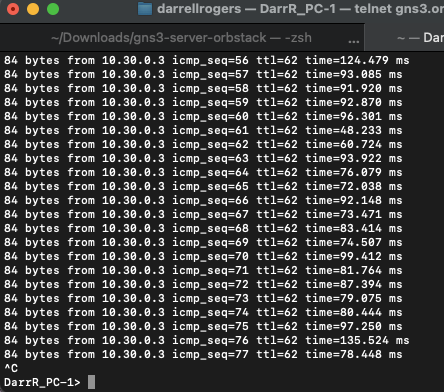 darrellrogers — DarrR_PC-1 — telnet gns3.or
~/Downloads/gns3-server-orbstack — -zsh ... ~ — Da
84 bytes from 10.30.0.3 icmp_seq=56 ttl=62 time=124.479 ms
84 bytes from 10.30.0.3 icmp_seq=57 ttl=62 time=93.085 ms
84 bytes from 10.30.0.3 icmp_seq=58 ttl=62 time=91.920 ms
84 bytes from 10.30.0.3 icmp_seq=59 ttl=62 time=92.870 ms
84 bytes from 10.30.0.3 icmp_seq=60 ttl=62 time=96.301 ms
84 bytes from 10.30.0.3 icmp_seq=61 ttl=62 time=48.233 ms
84 bytes from 10.30.0.3 icmp_seq=62 ttl=62 time=60.724 ms
84 bytes from 10.30.0.3 icmp_seq=63 ttl=62 time=93.922 ms
84 bytes from 10.30.0.3 icmp_seq=64 ttl=62 time=76.079 ms
84 bytes from 10.30.0.3 icmp_seq=65 ttl=62 time=72.038 ms
84 bytes from 10.30.0.3 icmp_seq=66 ttl=62 time=92.148 ms
84 bytes from 10.30.0.3 icmp_seq=67 ttl=62 time=73.471 ms
84 bytes from 10.30.0.3 icmp_seq=68 ttl=62 time=83.414 ms
84 bytes from 10.30.0.3 icmp_seq=69 ttl=62 time=74.507 ms
84 bytes from 10.30.0.3 icmp_seq=70 ttl=62 time=99.412 ms
84 bytes from 10.30.0.3 icmp_seq=71 ttl=62 time=81.764 ms
84 bytes from 10.30.0.3 icmp_seq=72 ttl=62 time=87.394 ms
84 bytes from 10.30.0.3 icmp_seq=73 ttl=62 time=79.075 ms
84 bytes from 10.30.0.3 icmp_seq=74 ttl=62 time=80.444 ms
84 bytes from 10.30.0.3 icmp_seq=75 ttl=62 time=97.250 ms
84 bytes from 10.30.0.3 icmp_seq=76 ttl=62 time=135.524 ms
84 bytes from 10.30.0.3 icmp_seq=77 ttl=62 time=78.448 ms
^C
DarrR_PC-1>